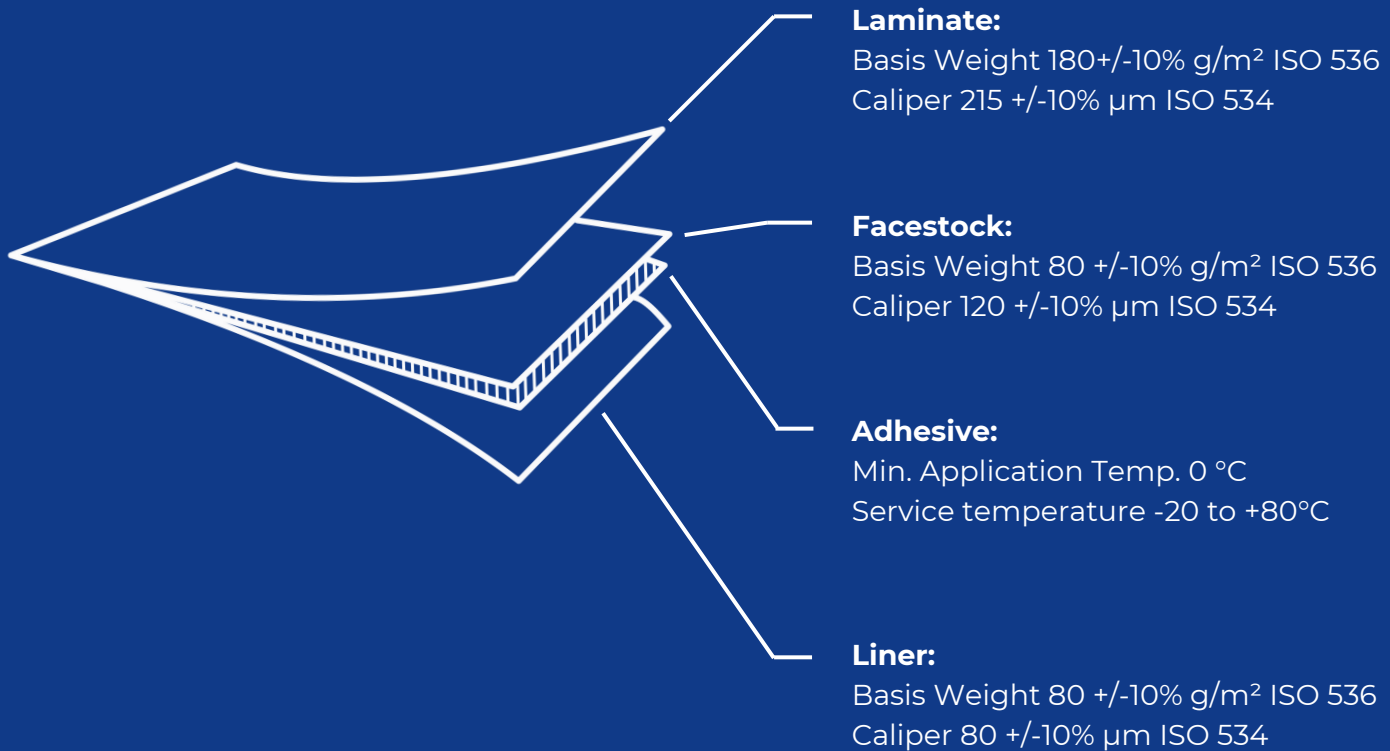 Laminate:
Basis Weight 180+/-10% g/m² ISO 536
Caliper 215 +/-10% µm ISO 534
Facestock:
Basis Weight 80 +/-10% g/m² ISO 536
Caliper 120 +/-10% µm ISO 534
Adhesive:
Min. Application Temp. 0 °C
Service temperature -20 to +80°C
Liner:
Basis Weight 80 +/-10% g/m² ISO 536
Caliper 80 +/-10% µm ISO 534